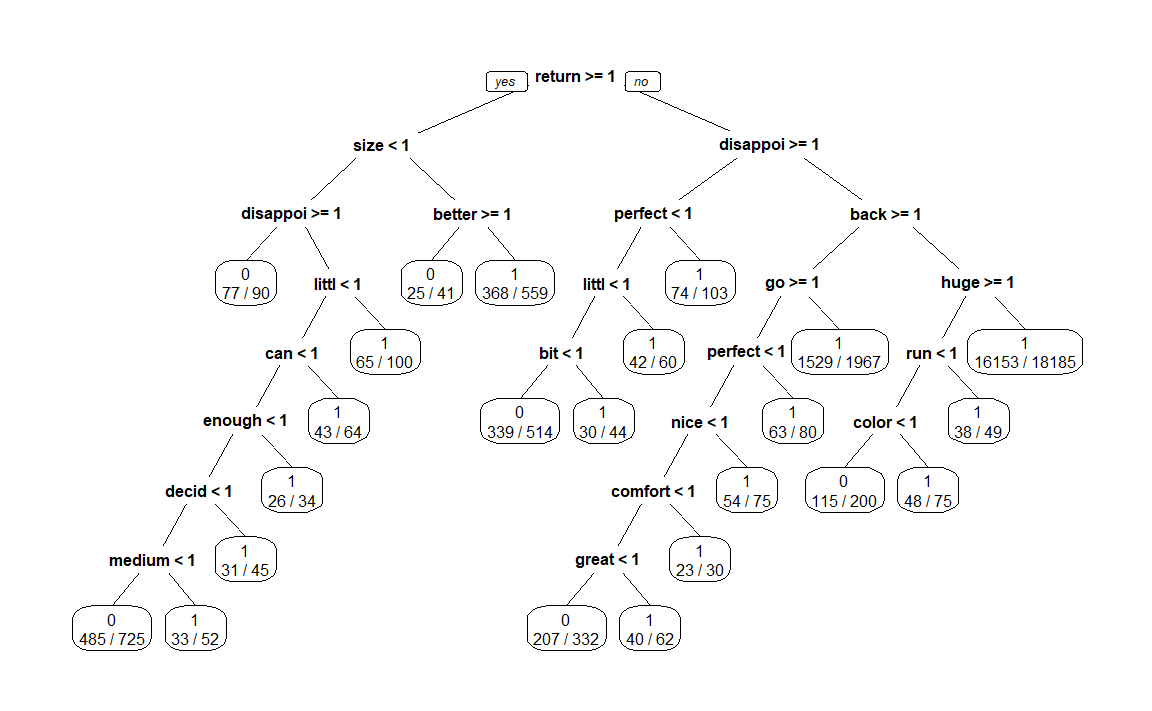 yes return >= 1 no
size < 1 disappoi >= 1
disappoi >= 1 better >= 1 perfect < 1 back >= 1
0 0 1 1
77 / 90 25 / 41 368 / 559 74 / 103
littl < 1 littl < 1 go >= 1 huge >= 1
1 1 1 1
65 / 100 42 / 60 1529 / 1967 16153 / 18185
can < 1 bit < 1 perfect < 1 run < 1
1 0 1 1 1
43 / 64 339 / 514 30 / 44 63 / 80 38 / 49
enough < 1 nice < 1 color < 1
1 1 0 1
26 / 34 54 / 75 115 / 200 48 / 75
decid < 1 comfort < 1
1 1
31 / 45 23 / 30
medium < 1 great < 1
0 1 0 1
485 / 725 33 / 52 207 / 332 40 / 62